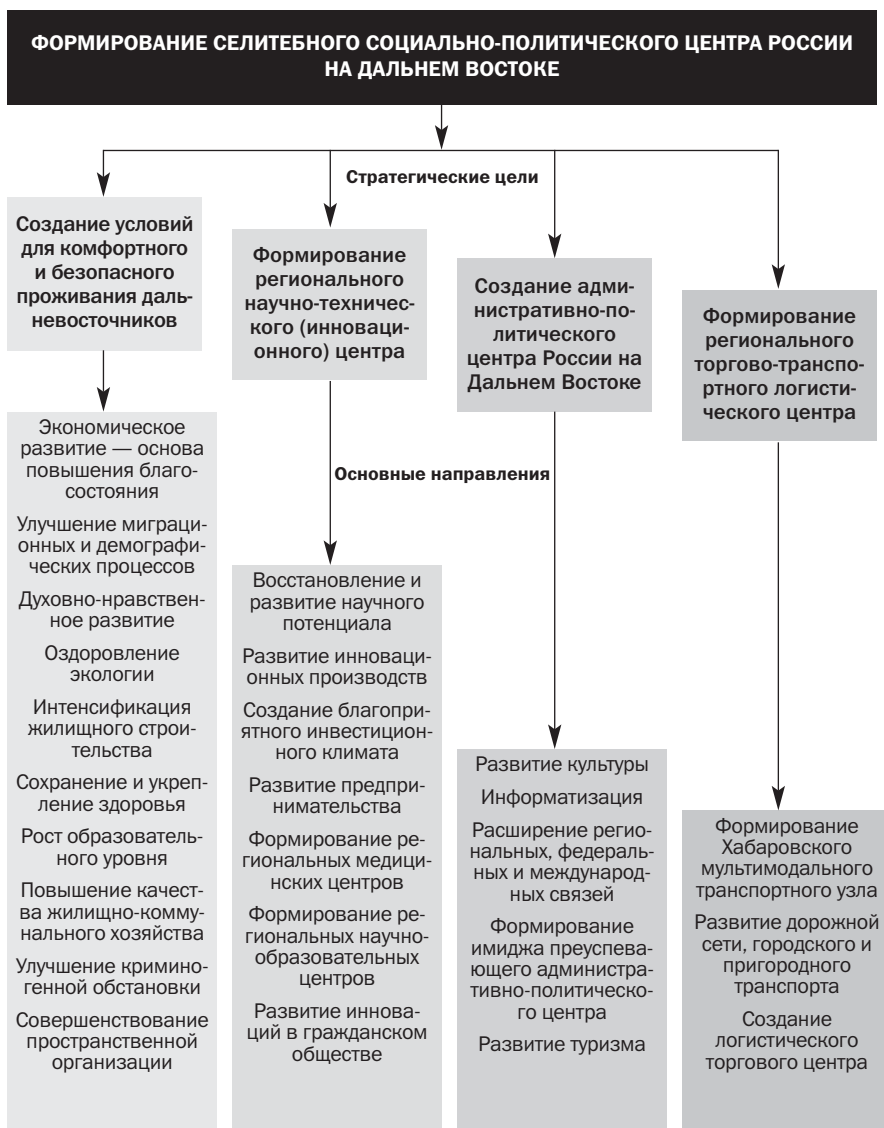 ФОРМИРОВАНИЕ СЕЛИТЕБНОГО СОЦИАЛЬНО-ПОЛИТИЧЕСКОГО ЦЕНТРА РОССИИ
НА ДАЛЬНЕМ ВОСТОКЕ
Стратегические цели
Создание условий
для комфортного
и безопасного
проживания даль-
невосточников
Формирование
регионального
научно-техничес-
кого (инноваци-
онного) центра
Создание адми-
нистративно-по-
литического
центра России на
Дальнем Востоке
Формирование
регионального
торгово-транспо-
ртного логисти-
ческого центра
Основные направления
Экономическое
развитие — основа
повышения благо-
состояния
Улучшение миграци-
онных и демографи-
ческих процессов
Духовно-нравствен-
ное развитие
Оздоровление
экологии
Интенсификация
жилищного строи-
тельства
Сохранение и укреп-
ление здоровья
Рост образователь-
ного уровня
Повышение качест-
ва жилищно-комму-
нального хозяйства
Улучшение кримино-
генной обстановки
Совершенствование
пространственной
организации
Восстановление и
развитие научного
потенциала
Развитие инноваци-
онных производств
Создание благопри-
ятного инвестицион-
ного климата
Развитие предпри-
нимательства
Формирование ре-
гиональных медици-
нских центров
Формирование ре-
гиональных научно-
образовательных
центров
Развитие иннова-
ций в гражданском
обществе
Развитие культуры
Информатизация
Расширение регио-
нальных, федераль-
ных и международ-
ных связей
Формирование
имиджа преуспева-
ющего администра-
тивно-политическо-
го центра
Развитие туризма
Формирование
Хабаровского
мультимодального
транспортного узла
Развитие дорожной
сети, городского и
пригородного
транспорта
Создание
логистического
торгового центра